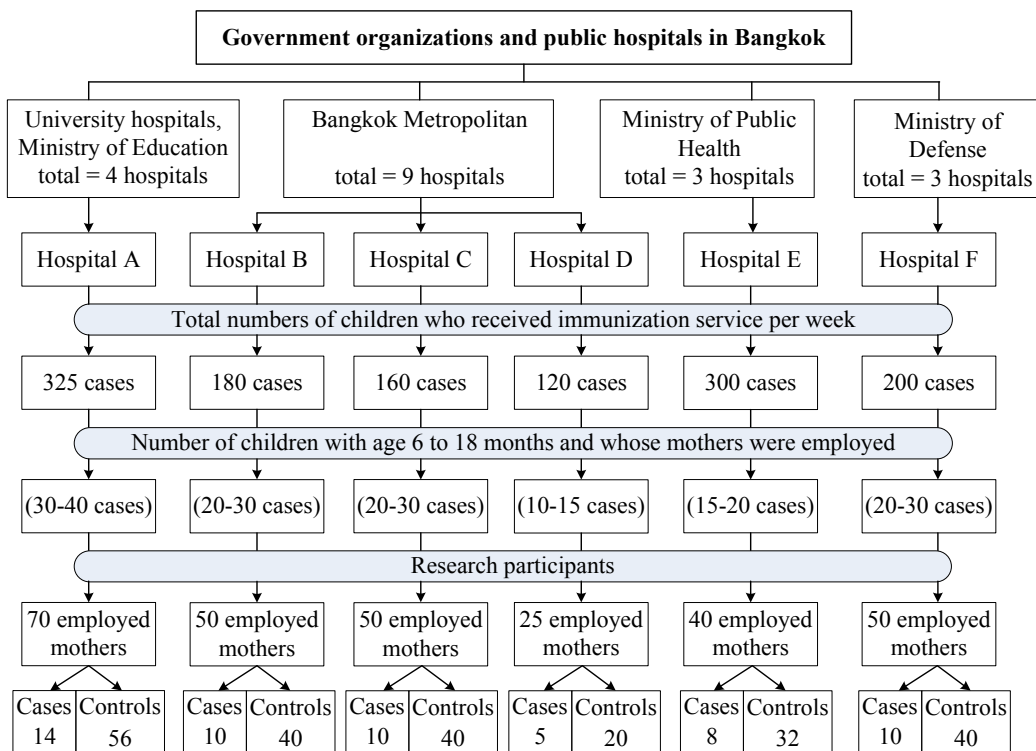 Government organizations and public hospitals in Bangkok
University hospitals,
Ministry of Education
total = 4 hospitals
Bangkok Metropolitan
total = 9 hospitals
Ministry of Public
Health
total = 3 hospitals
Ministry of
Defense
total = 3 hospitals
Hospital A
Hospital B
Hospital C
Hospital D
Hospital E
Hospital F
Total numbers of children who received immunization service per week
325 cases
180 cases
160 cases
120 cases
300 cases
200 cases
Number of children with age 6 to 18 months and whose mothers were employed
(30-40 cases)
(20-30 cases)
(20-30 cases)
(10-15 cases)
(15-20 cases)
(20-30 cases)
Research participants
70 employed
mothers
50 employed
mothers
50 employed
mothers
25 employed
mothers
40 employed
mothers
50 employed
mothers
Cases
14
Controls
56
Cases
10
Controls
40
Cases
10
Controls
40
Cases
5
Controls
20
Cases
8
Controls
32
Cases
10
Controls
40